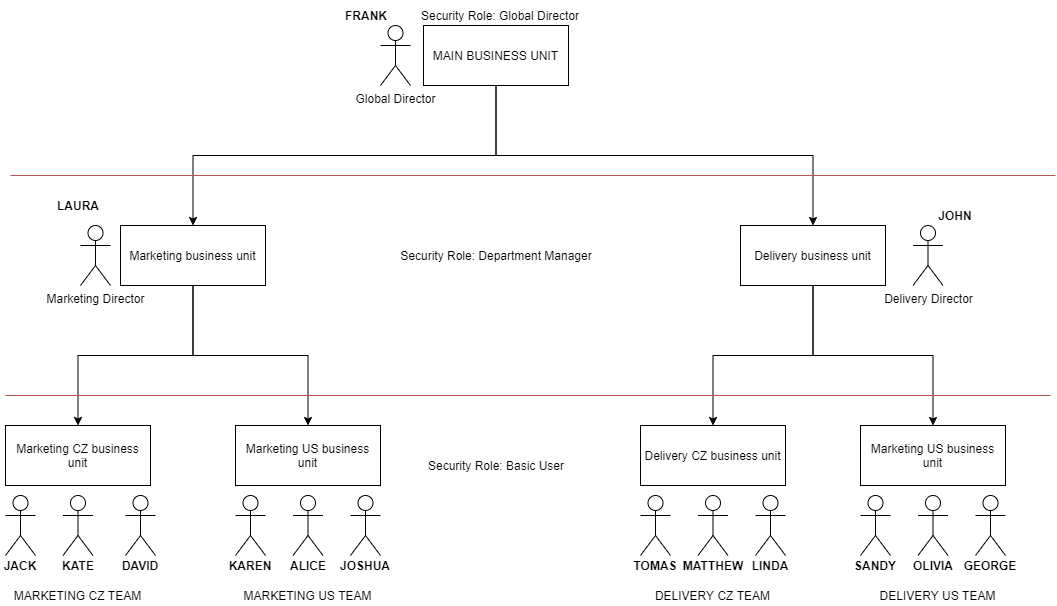 FRANK
Security Role: Global Director
MAIN BUSINESS UNIT
Global Director
LAURA
JOHN
Marketing business unit
Security Role: Department Manager
Delivery business unit
Marketing Director
Delivery Director
Marketing CZ business
unit
Marketing US business
unit
Security Role: Basic User
Delivery CZ business unit
Marketing US business
unit
JACK
KATE
DAVID
KAREN
ALICE
JOSHUA
TOMAS
MATTHEW
LINDA
SANDY
OLIVIA
GEORGE
MARKETING CZ TEAM
MARKETING US TEAM
DELIVERY CZ TEAM
DELIVERY US TEAM